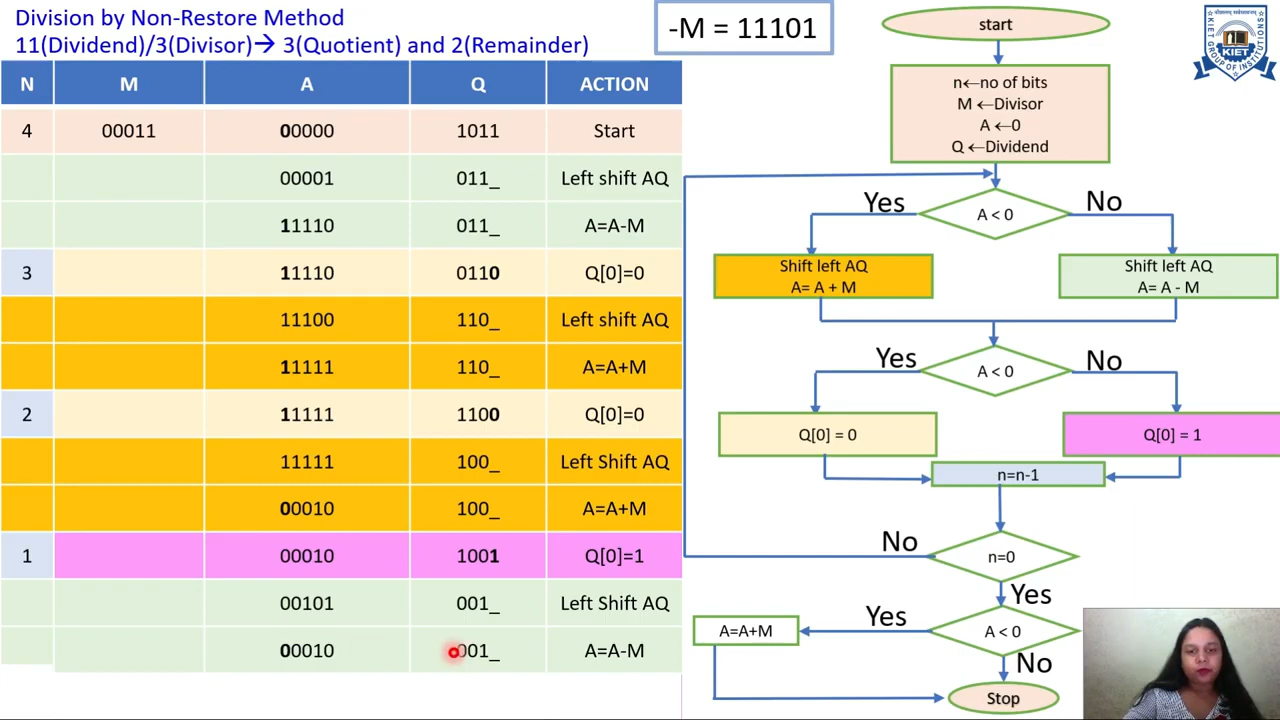 Division by Non-Restore Method
11(Dividend)/3(Divisor)→ 3(Quotient) and 2(Remainder)
-M = 11101
N M A Q ACTION
4 00011 00000 1011 Start
00001 011_ Left shift AQ
11110 011_ A=A-M
3 11110 0110 Q[0]=0
11100 110_ Left shift AQ
11111 110_ A=A+M
2 11111 1100 Q[0]=0
11111 100_ Left Shift AQ
00010 100_ A=A+M
1 00010 1001 Q[0]=1
00101 001_ Left Shift AQ
00010 001_ A=A-M
start
n←no of bits
M ←Divisor
A ←0
Q ←Dividend
A < 0
Yes
No
Shift left AQ
A= A + M
Shift left AQ
A= A - M
A < 0
Yes
No
Q[0] = 0
Q[0] = 1
n=n-1
n=0
No
Yes
A < 0
Yes
No
A=A+M
Stop
KIET
GROUP OF INSTITUTIONS